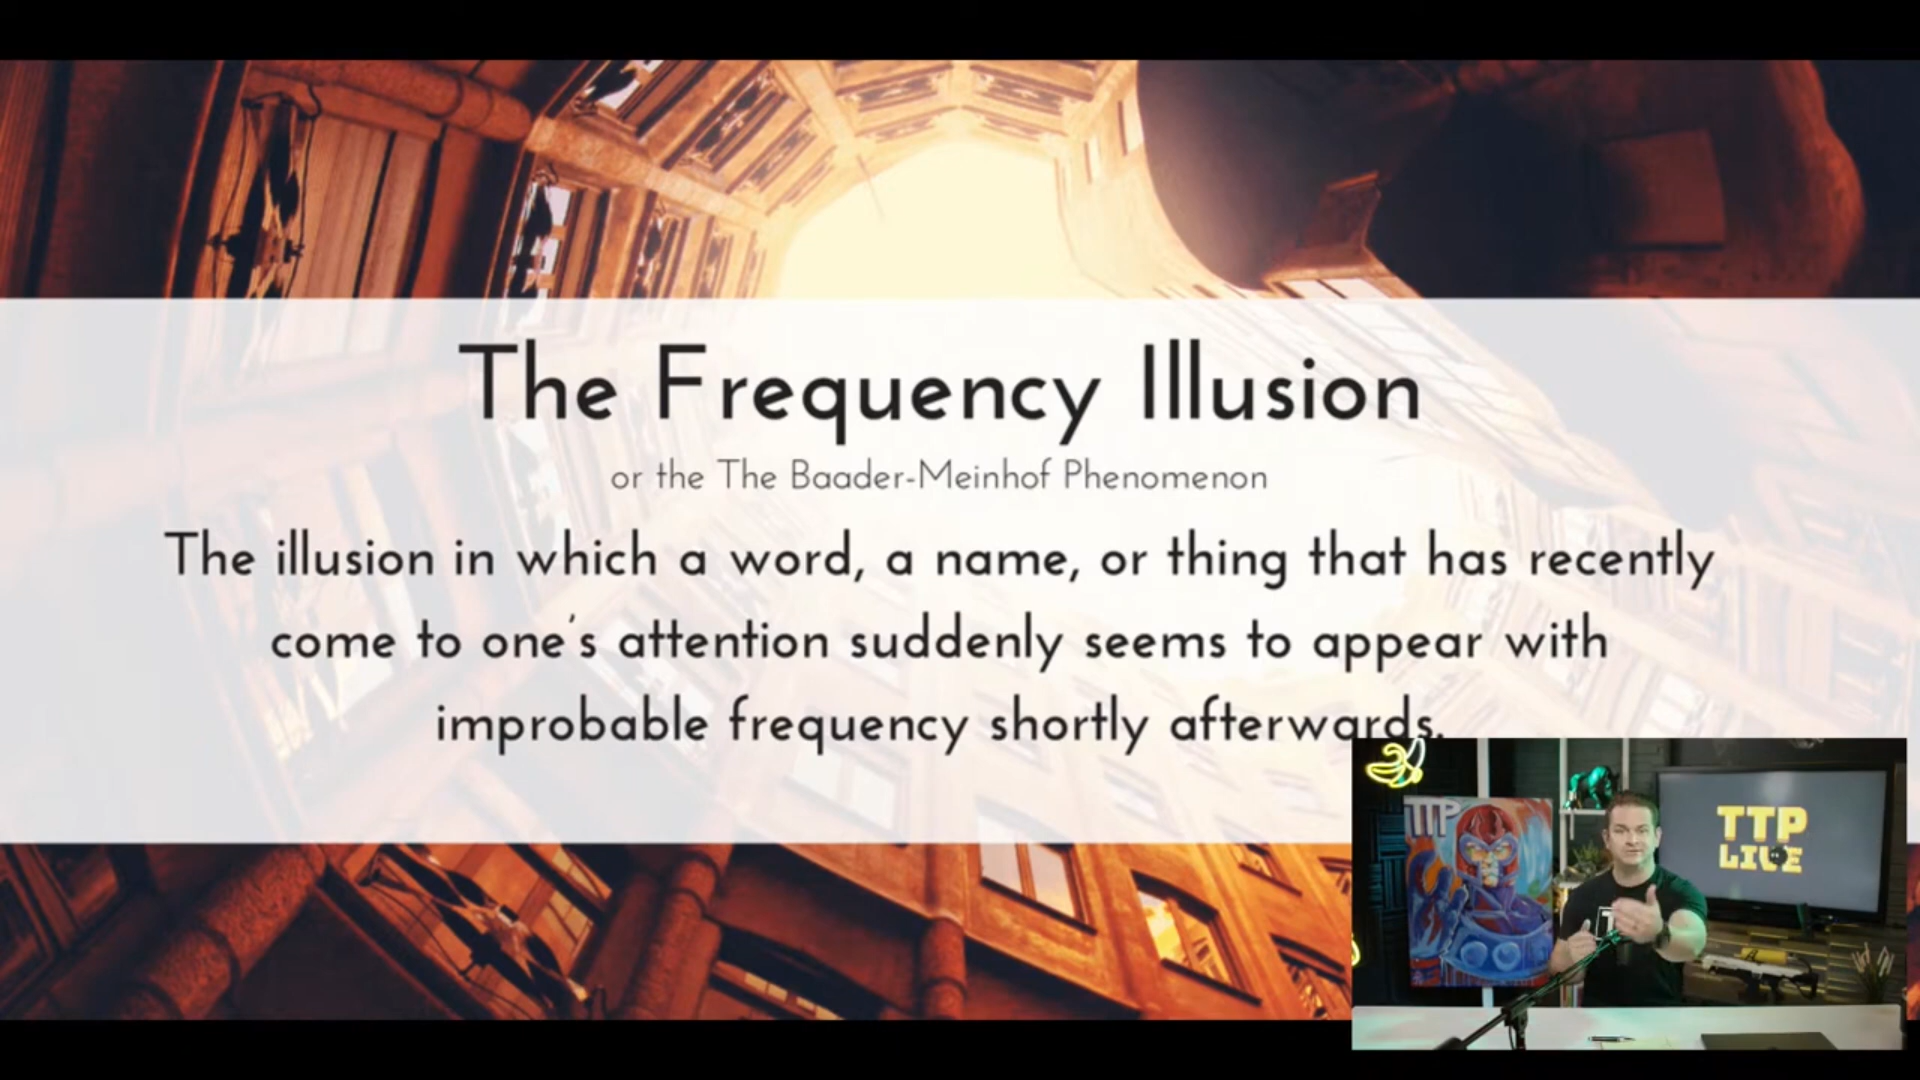 The Frequency Illusion
or the The Baader-Meinhof Phenomenon
The illusion in which a word, a name, or thing that has recently
come to one's attention suddenly seems to appear with
improbable frequency shortly afterwards.
TTP
TTP
LIVE